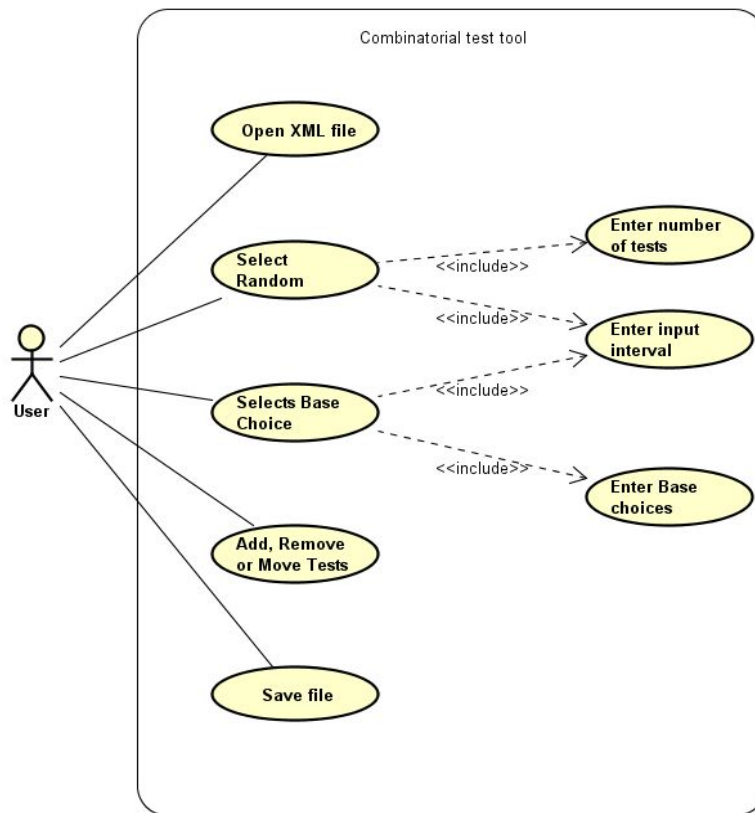 Combinatorial test tool
Open XML file
Enter number
of tests
Select
Random
<<include>>
<<include>>
Enter input
interval
User
Selects Base
Choice
<<include>>
<<include>>
Enter Base
choices
Add, Remove
or Move Tests
Save file